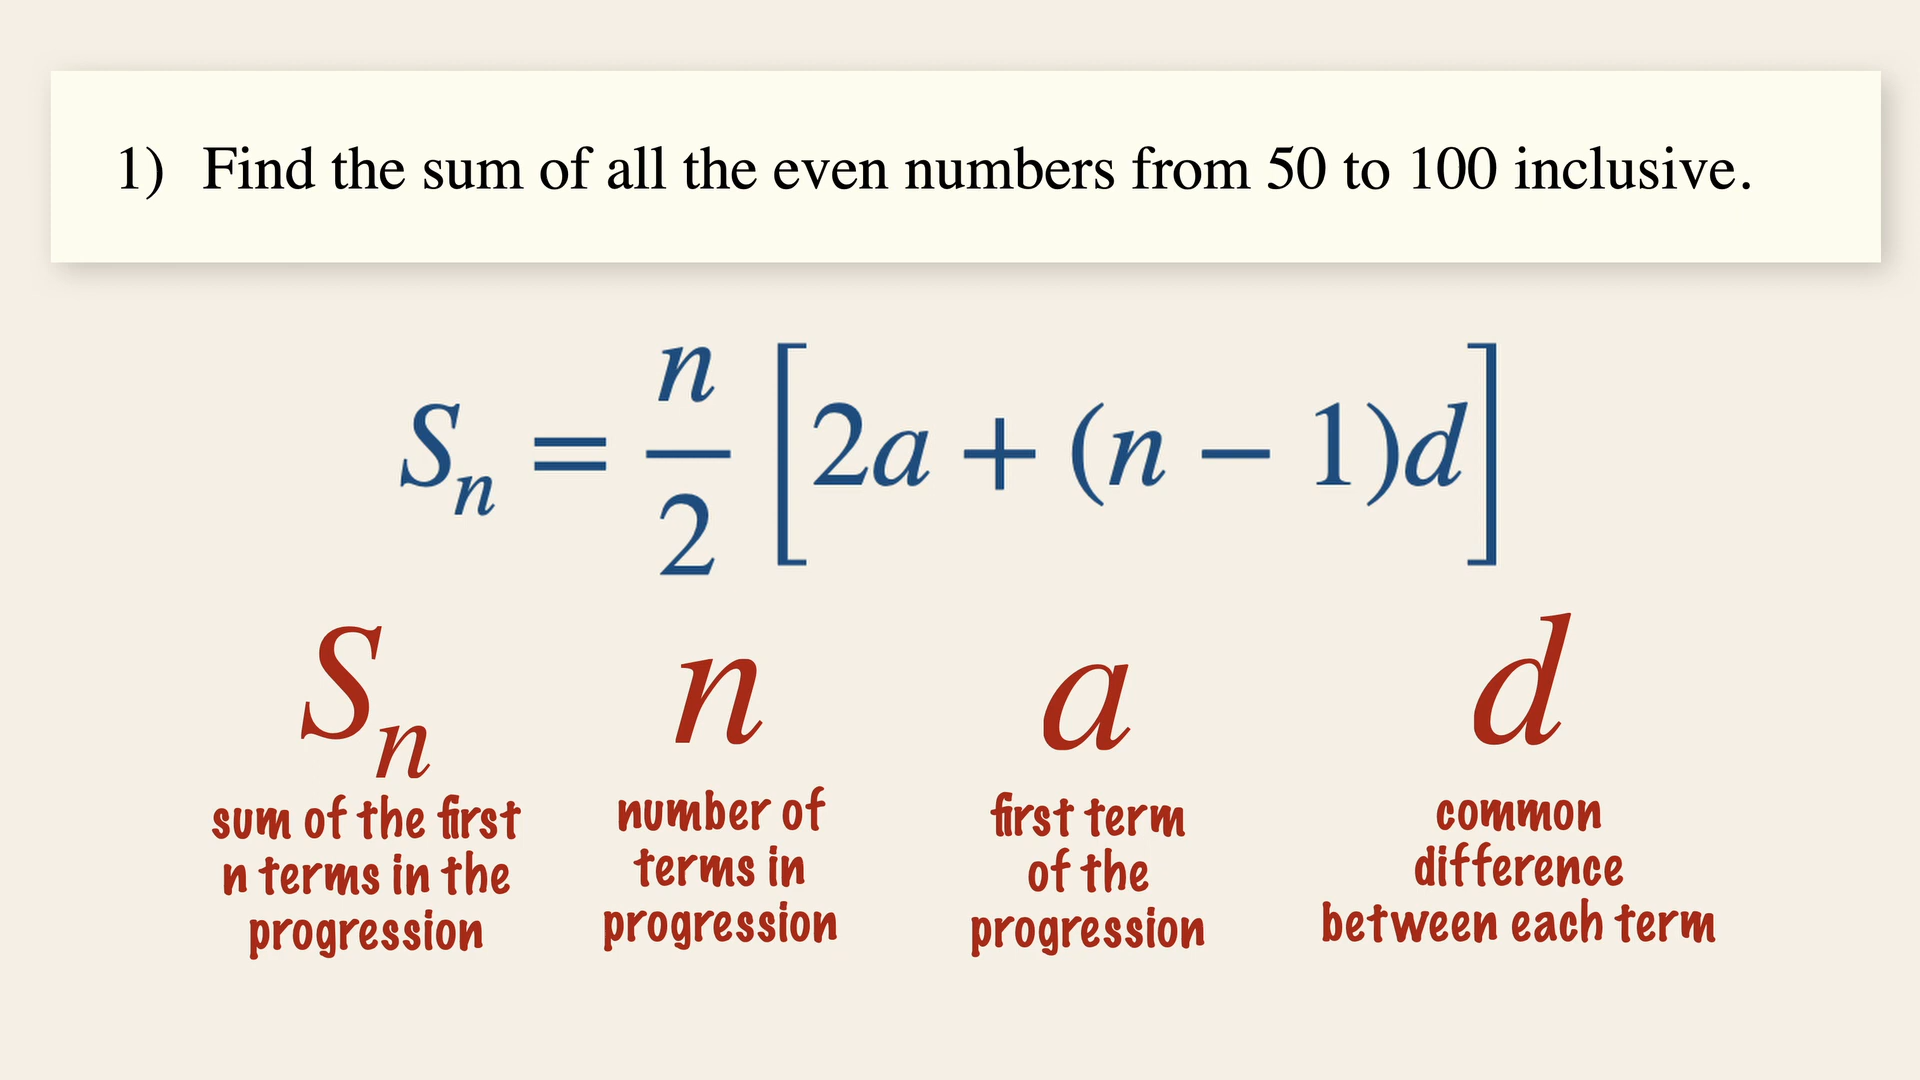 1) Find the sum of all the even numbers from 50 to 100 inclusive.
Sₙ = n/2 [2a + (n − 1)d]
Sₙ
sum of the first
n terms in the
progression
n
number of
terms in
progression
a
first term
of the
progression
d
common
difference
between each term